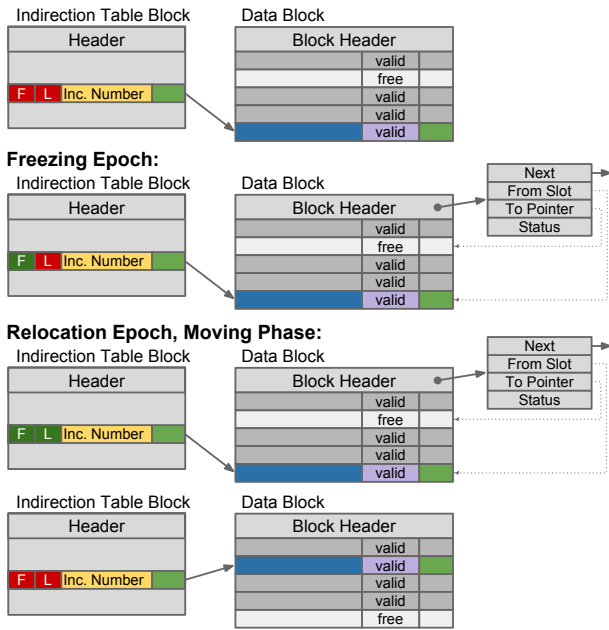 Indirection Table Block
Data Block
Header
Block Header
valid
free
F L Inc. Number
valid
valid
valid
Freezing Epoch:
Indirection Table Block
Data Block
Header
Block Header
valid
free
F L Inc. Number
valid
valid
valid
Next
From Slot
To Pointer
Status
Relocation Epoch, Moving Phase:
Indirection Table Block
Data Block
Header
Block Header
valid
free
F L Inc. Number
valid
valid
valid
Next
From Slot
To Pointer
Status
Indirection Table Block
Data Block
Header
Block Header
valid
valid
F L Inc. Number
valid
valid
free